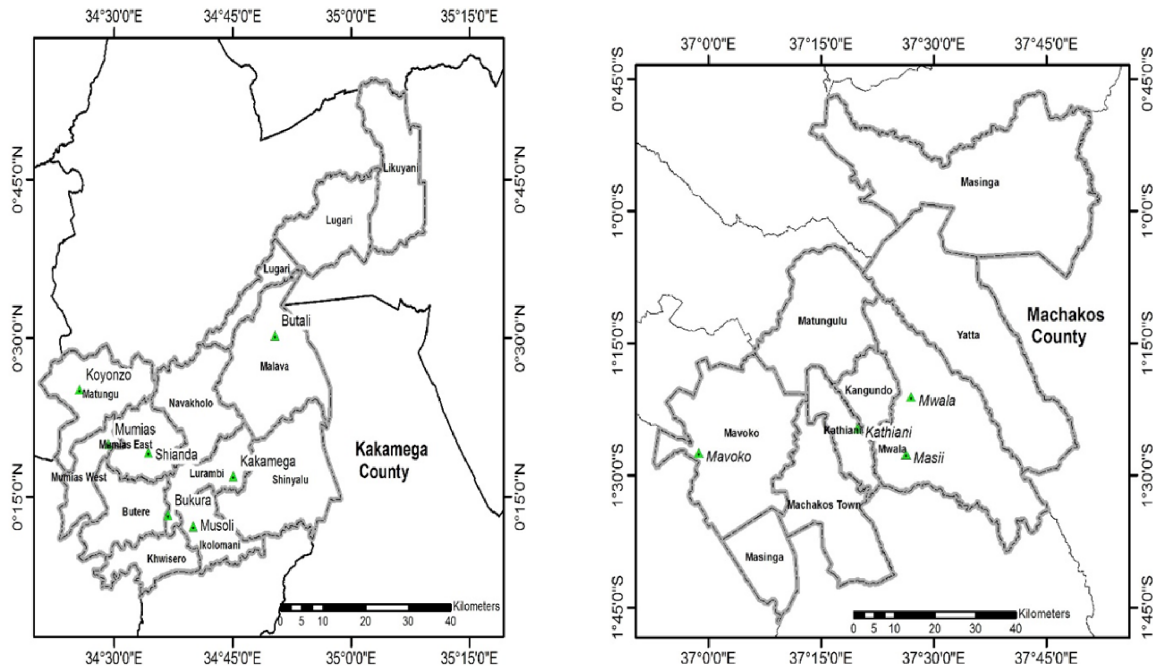 34°30'0"E 34°45'0"E 35°0'0"E 35°15'0"E
0°45'0"N
0°30'0"N
0°15'0"N
0°45'0"N
0°30'0"N
0°15'0"N
Likuyani
Lugari
Lugari
Butali
Malava
Koyonzo
Matungu
Navakholo
Mumias
Mumias East
Shianda
Kakamega
County
Mumias West
Lurambi
Kakamega
Shinyalu
Bukura
Butere
Musoli
Ikolomani
Khwisero
Kilometers
0 5 10 20 30 40
34°30'0"E 34°45'0"E 35°0'0"E 35°15'0"E
37°0'0"E 37°15'0"E 37°30'0"E 37°45'0"E
0°45'0"S
1°0'0"S
1°15'0"S
1°30'0"S
1°45'0"S
0°45'0"S
1°0'0"S
1°15'0"S
1°30'0"S
1°45'0"S
Masinga
Machakos
County
Matungulu
Yatta
Kangundo
Mwala
Mavoko
Kathiani
Kathiani
Mavoko
Mwala
Masii
Machakos Town
Masinga
Kilometers
0 5 10 20 30 40
37°0'0"E 37°15'0"E 37°30'0"E 37°45'0"E